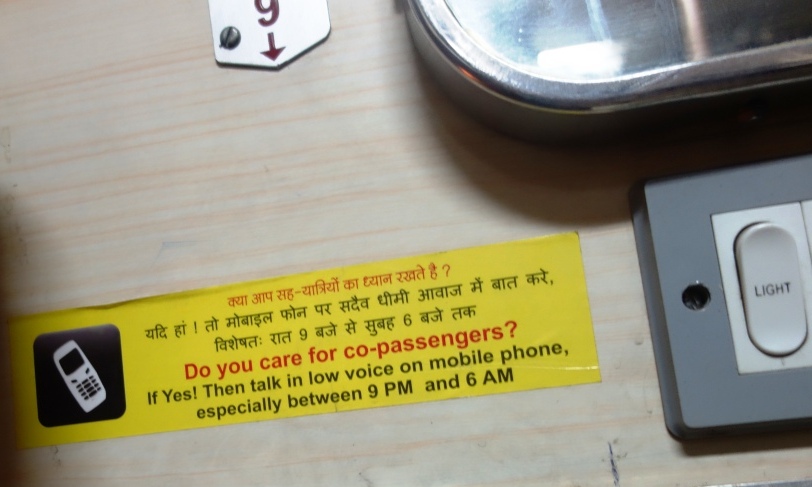 9
क्या आप सह-यात्रियों का ध्यान रखते है ?
यदि हां ! तो मोबाइल फोन पर सदैव धीमी आवाज में बात करे,
विशेषतः रात 9 बजे से सुबह 6 बजे तक
Do you care for co-passengers?
If Yes! Then talk in low voice on mobile phone,
especially between 9 PM and 6 AM
LIGHT